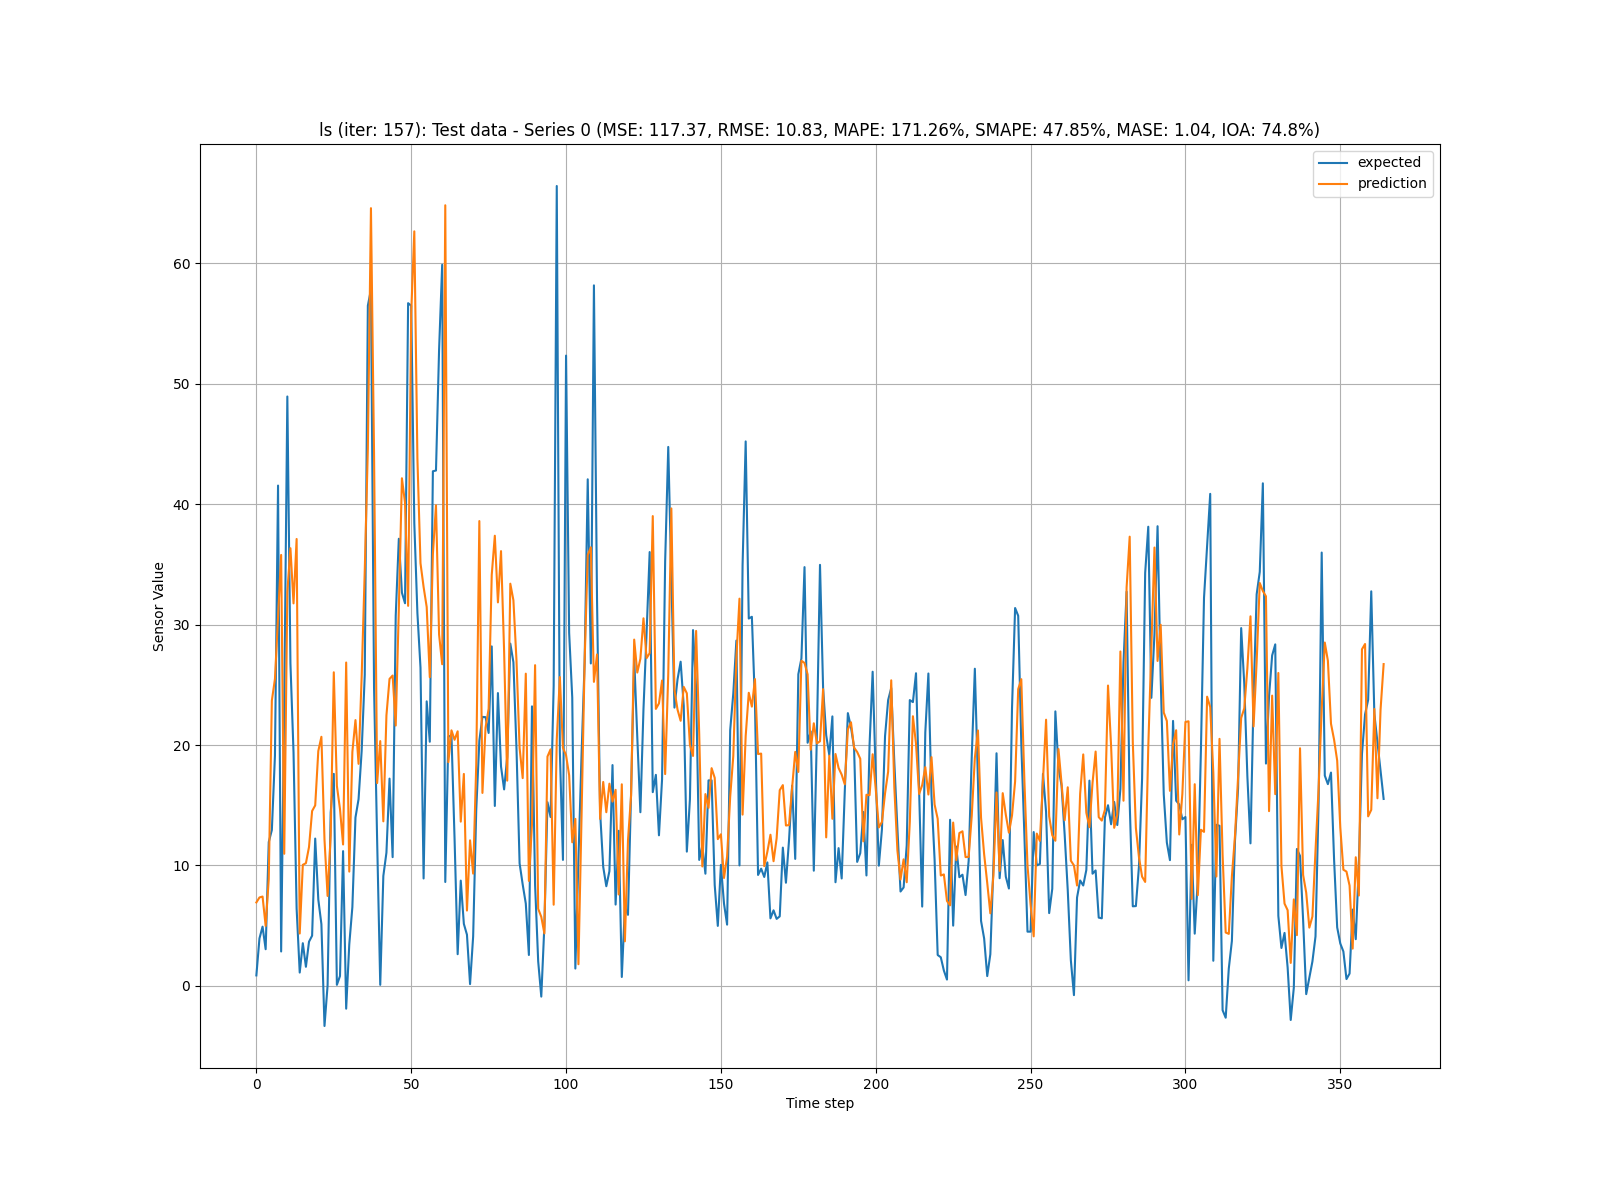 ls (iter: 157): Test data - Series 0 (MSE: 117.37, RMSE: 10.83, MAPE: 171.26%, SMAPE: 47.85%, MASE: 1.04, IOA: 74.8%)
expected
prediction
60
50
40
30
20
10
0
Sensor Value
0 50 100 150 200 250 300 350
Time step